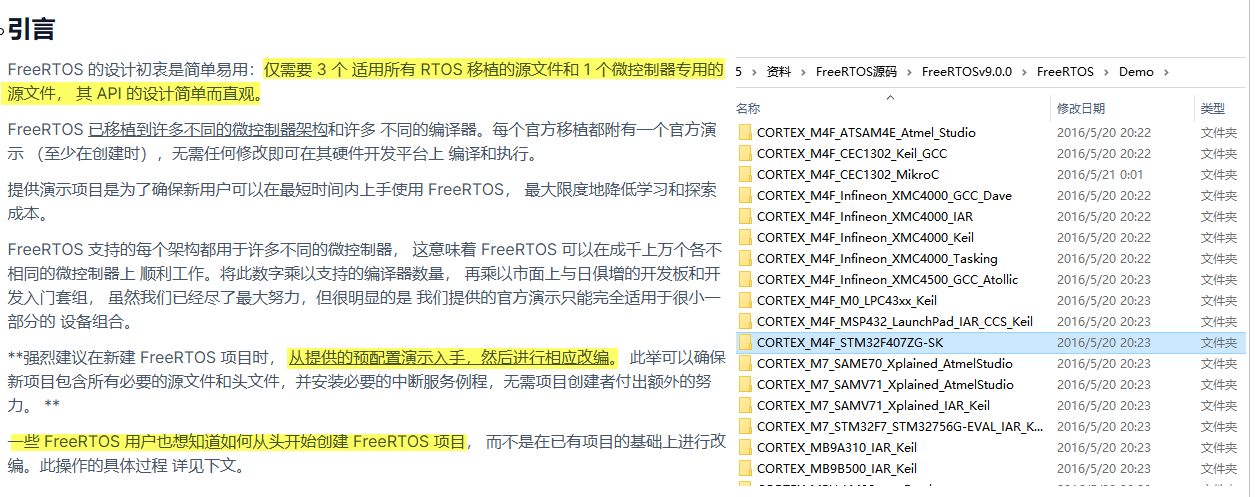 引言
FreeRTOS 的设计初衷是简单易用：仅需要 3 个 适用所有 RTOS 移植的源文件和 1 个微控制器专用的
源文件， 其 API 的设计简单而直观。
FreeRTOS 已移植到许多不同的微控制器架构和许多 不同的编译器。每个官方移植都附有一个官方演
示 （至少在创建时），无需任何修改即可在其硬件开发平台上 编译和执行。
提供演示项目是为了确保新用户可以在最短时间内上手使用 FreeRTOS， 最大限度地降低学习和探索
成本。
FreeRTOS 支持的每个架构都用于许多不同的微控制器， 这意味着 FreeRTOS 可以在成千上万个各不
相同的微控制器上 顺利工作。将此数字乘以支持的编译器数量， 再乘以市面上与日俱增的开发板和开
发入门套组， 虽然我们已经尽了最大努力，但很明显的是 我们提供的官方演示只能完全适用于很小一
部分的 设备组合。
**强烈建议在新建 FreeRTOS 项目时， 从提供的预配置演示入手，然后进行相应改编。 此举可以确保
新项目包含所有必要的源文件和头文件，并安装必要的中断服务例程，无需项目创建者付出额外的努
力。 **
一些 FreeRTOS 用户也想知道如何从头开始创建 FreeRTOS 项目， 而不是在已有项目的基础上进行改
编。此操作的具体过程 详见下文。
5 › 资料 › FreeRTOS源码 › FreeRTOSv9.0.0 › FreeRTOS › Demo ›
名称 修改日期 类型
CORTEX_M4F_ATSAM4E_Atmel_Studio 2016/5/20 20:22 文件夹
CORTEX_M4F_CEC1302_Keil_GCC 2016/5/20 20:22 文件夹
CORTEX_M4F_CEC1302_MikroC 2016/5/21 0:01 文件夹
CORTEX_M4F_Infineon_XMC4000_GCC_Dave 2016/5/20 20:22 文件夹
CORTEX_M4F_Infineon_XMC4000_IAR 2016/5/20 20:22 文件夹
CORTEX_M4F_Infineon_XMC4000_Keil 2016/5/20 20:22 文件夹
CORTEX_M4F_Infineon_XMC4000_Tasking 2016/5/20 20:22 文件夹
CORTEX_M4F_Infineon_XMC4500_GCC_Atollic 2016/5/20 20:23 文件夹
CORTEX_M4F_M0_LPC43xx_Keil 2016/5/20 20:23 文件夹
CORTEX_M4F_MSP432_LaunchPad_IAR_CCS_Keil 2016/5/20 20:23 文件夹
CORTEX_M4F_STM32F407ZG-SK 2016/5/20 20:23 文件夹
CORTEX_M7_SAME70_Xplained_AtmelStudio 2016/5/20 20:23 文件夹
CORTEX_M7_SAMV71_Xplained_AtmelStudio 2016/5/20 20:23 文件夹
CORTEX_M7_SAMV71_Xplained_IAR_Keil 2016/5/20 20:23 文件夹
CORTEX_M7_STM32F7_STM32756G-EVAL_IAR_K... 2016/5/20 20:23 文件夹
CORTEX_MB9A310_IAR_Keil 2016/5/20 20:23 文件夹
CORTEX_MB9B500_IAR_Keil 2016/5/20 20:23 文件夹